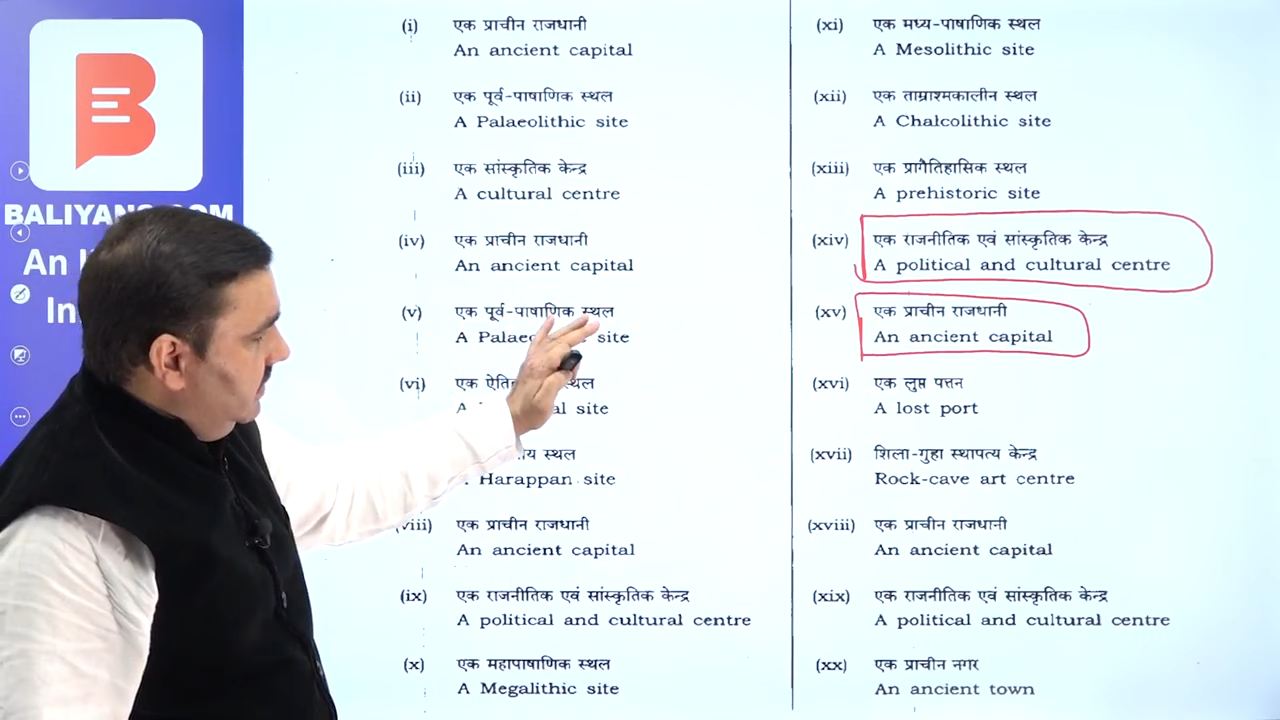 BALIYANS.COM
An
In
(i) एक प्राचीन राजधानी
An ancient capital
(ii) एक पूर्व-पाषाणिक स्थल
A Palaeolithic site
(iii) एक सांस्कृतिक केन्द्र
A cultural centre
(iv) एक प्राचीन राजधानी
An ancient capital
(v) एक पूर्व-पाषाणिक स्थल
A site
(vi) एक स्थल
A site
स्थल
Harappan site
(viii) एक प्राचीन राजधानी
An ancient capital
(ix) एक राजनीतिक एवं सांस्कृतिक केन्द्र
A political and cultural centre
(x) एक महापाषाणिक स्थल
A Megalithic site
(xi) एक मध्य-पाषाणिक स्थल
A Mesolithic site
(xii) एक ताम्राश्मकालीन स्थल
A Chalcolithic site
(xiii) एक प्रागैतिहासिक स्थल
A prehistoric site
(xiv) एक राजनीतिक एवं सांस्कृतिक केन्द्र
A political and cultural centre
(xv) एक प्राचीन राजधानी
An ancient capital
(xvi) एक लुप्त पत्तन
A lost port
(xvii) शिला-गुहा स्थापत्य केन्द्र
Rock-cave art centre
(xviii) एक प्राचीन राजधानी
An ancient capital
(xix) एक राजनीतिक एवं सांस्कृतिक केन्द्र
A political and cultural centre
(xx) एक प्राचीन नगर
An ancient town